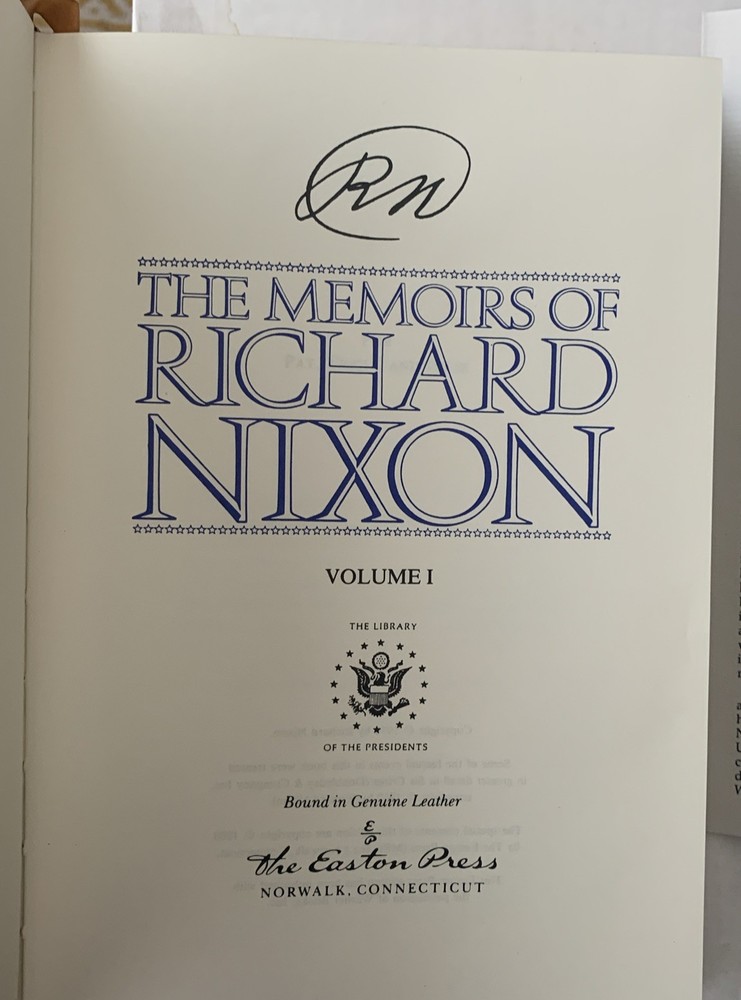 RN
THE MEMOIRS OF
RICHARD
NIXON
VOLUME I
THE LIBRARY
OF THE PRESIDENTS
Bound in Genuine Leather
E
P
The Easton Press
NORWALK, CONNECTICUT